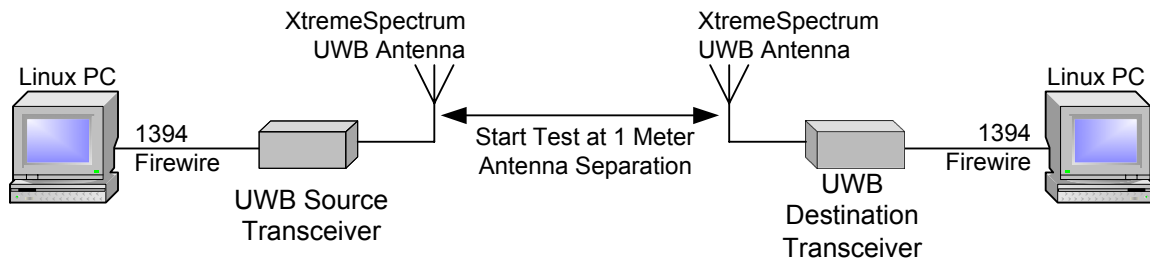 XtremeSpectrum
UWB Antenna
XtremeSpectrum
UWB Antenna
Linux PC
Linux PC
1394
Firewire
Start Test at 1 Meter
Antenna Separation
1394
Firewire
UWB Source
Transceiver
UWB
Destination
Transceiver